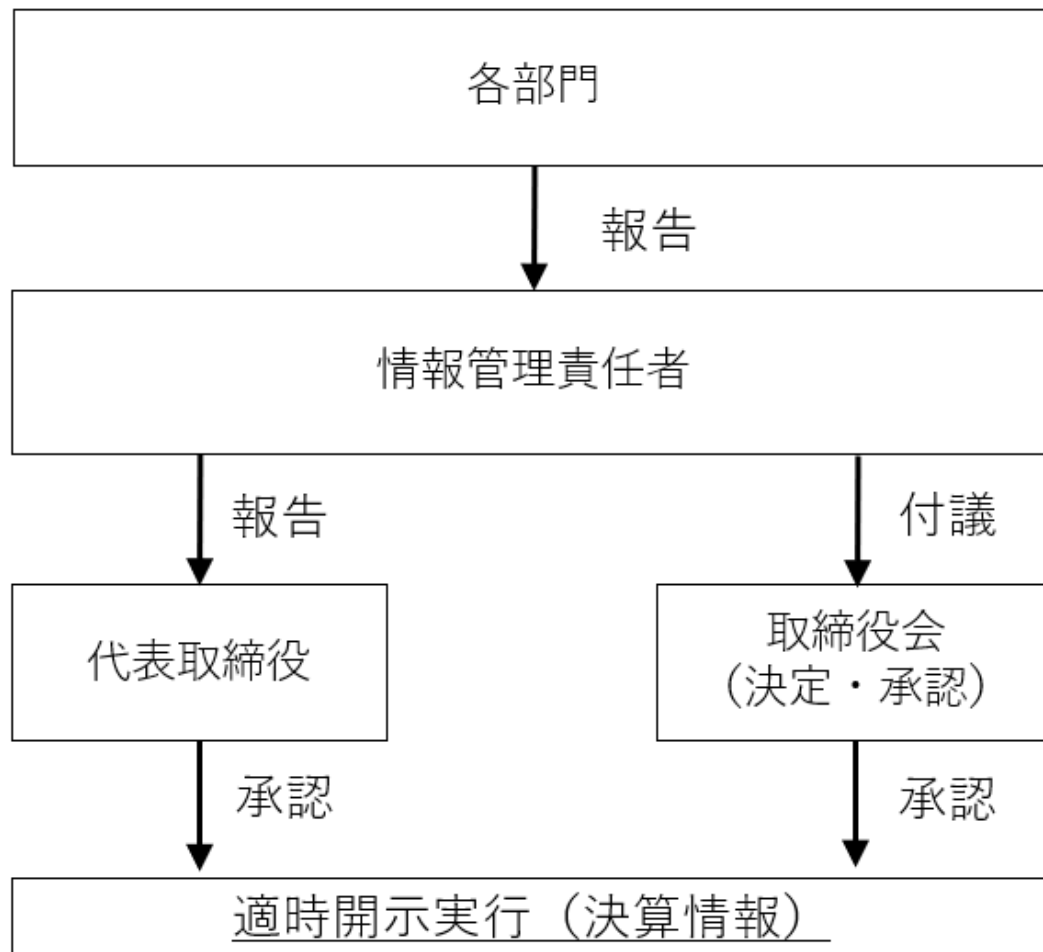 各部門
報告
情報管理責任者
報告
付議
代表取締役
取締役会
（決定・承認）
承認
承認
適時開示実行（決算情報）